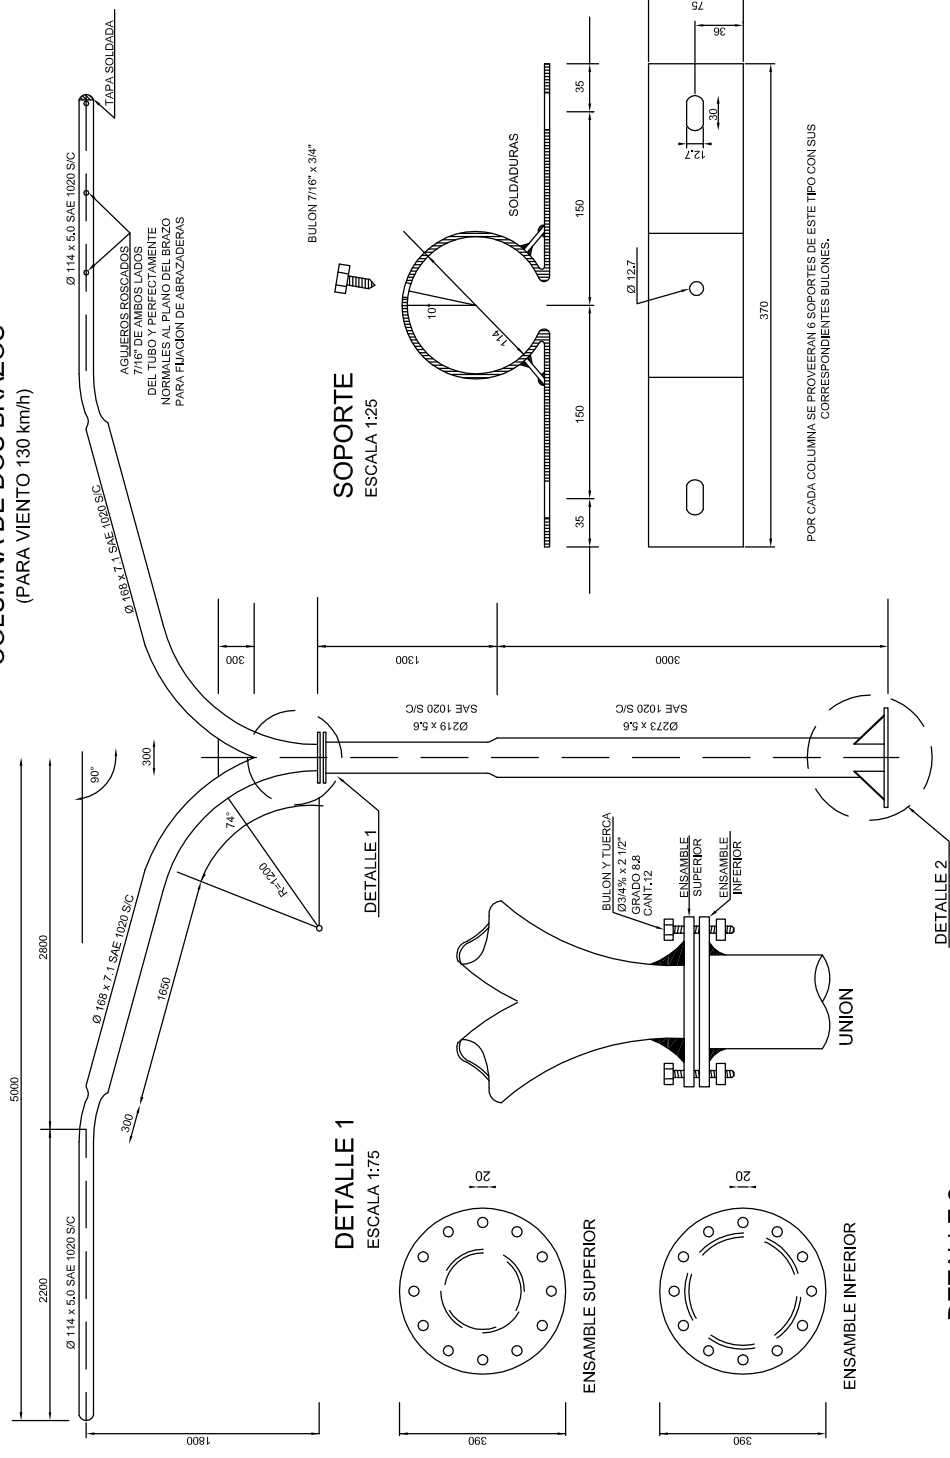 (PARA VIENTO 130 km/h)
5000
2800
2200
90°
Ø 114 x 5.0 SAE 1020 S/C
Ø 168 x 7.1 SAE 1020 S/C
1650
300
R=1200
74°
300
300
1800
Ø 168 x 7.1 SAE 1020 S/C
Ø 114 x 5.0 SAE 1020 S/C
TAPA SOLDADA
AGUJEROS ROSCADOS
7/16" DE AMBOS LADOS
DEL TUBO Y PERFECTAMENTE
NORMALES AL PLANO DEL BRAZO
PARA FIJACION DE ABRAZADERAS
1300
3000
Ø219 x 5.6
SAE 1020 S/C
Ø273 x 5.6
SAE 1020 S/C
DETALLE 1
DETALLE 2
DETALLE 1
ESCALA 1:75
390
20
ENSAMBLE SUPERIOR
390
20
ENSAMBLE INFERIOR
BULON Y TUERCA
Ø3/4% x 2 1/2"
GRADO 8.8
CANT.12
ENSAMBLE
SUPERIOR
ENSAMBLE
INFERIOR
UNION
SOPORTE
ESCALA 1:25
BULON 7/16" x 3/4"
10°
114
SOLDADURAS
35
150
150
35
Ø 12.7
12.7
30
36
75
370
POR CADA COLUMNA SE PROVEERAN 6 SOPORTES DE ESTE TIPO CON SUS
CORRESPONDIENTES BULONES.